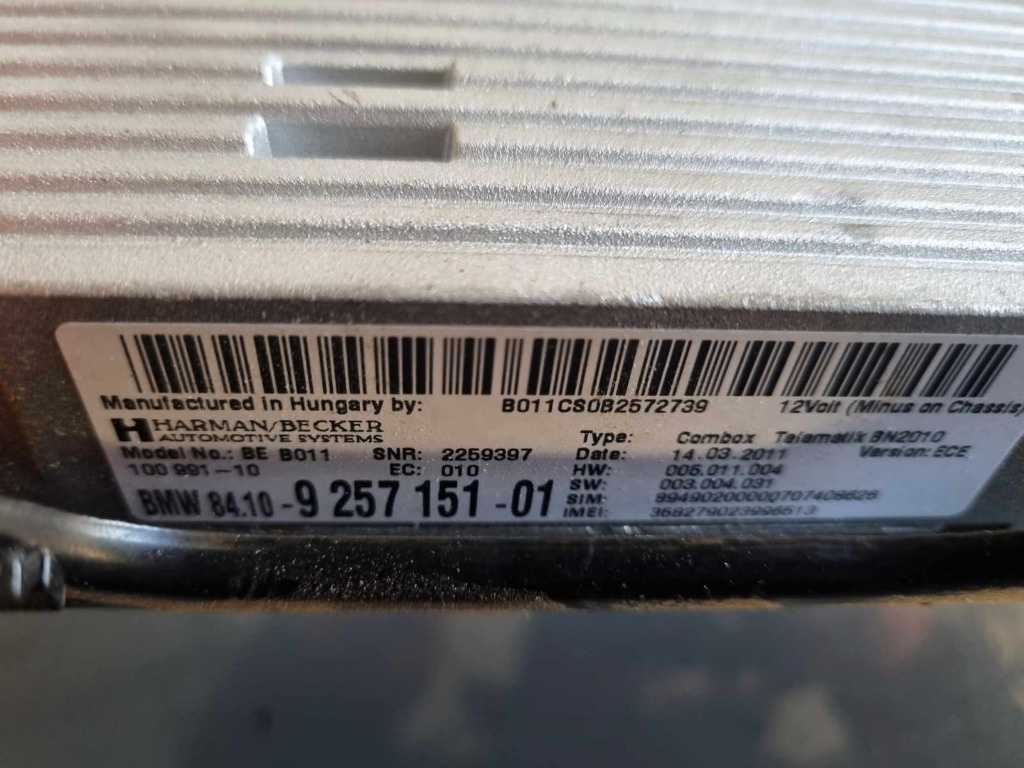 Manufactured in Hungary by: B011CS0B2572739 12Volt (Minus on Chassis)
HARMAN/BECKER
AUTOMOTIVE SYSTEMS
Type: Combox Telematik BN2010
Model No.: BE B011 SNR: 2259397 Date: 14.03.2011 Version: ECE
100 991-10 EC: 010 HW: 005.011.004
BMW 84.10 - 9 257 151 - 01
SW: 003.004.031
SIM: 89490200000707408626
IMEI: 358279023996513